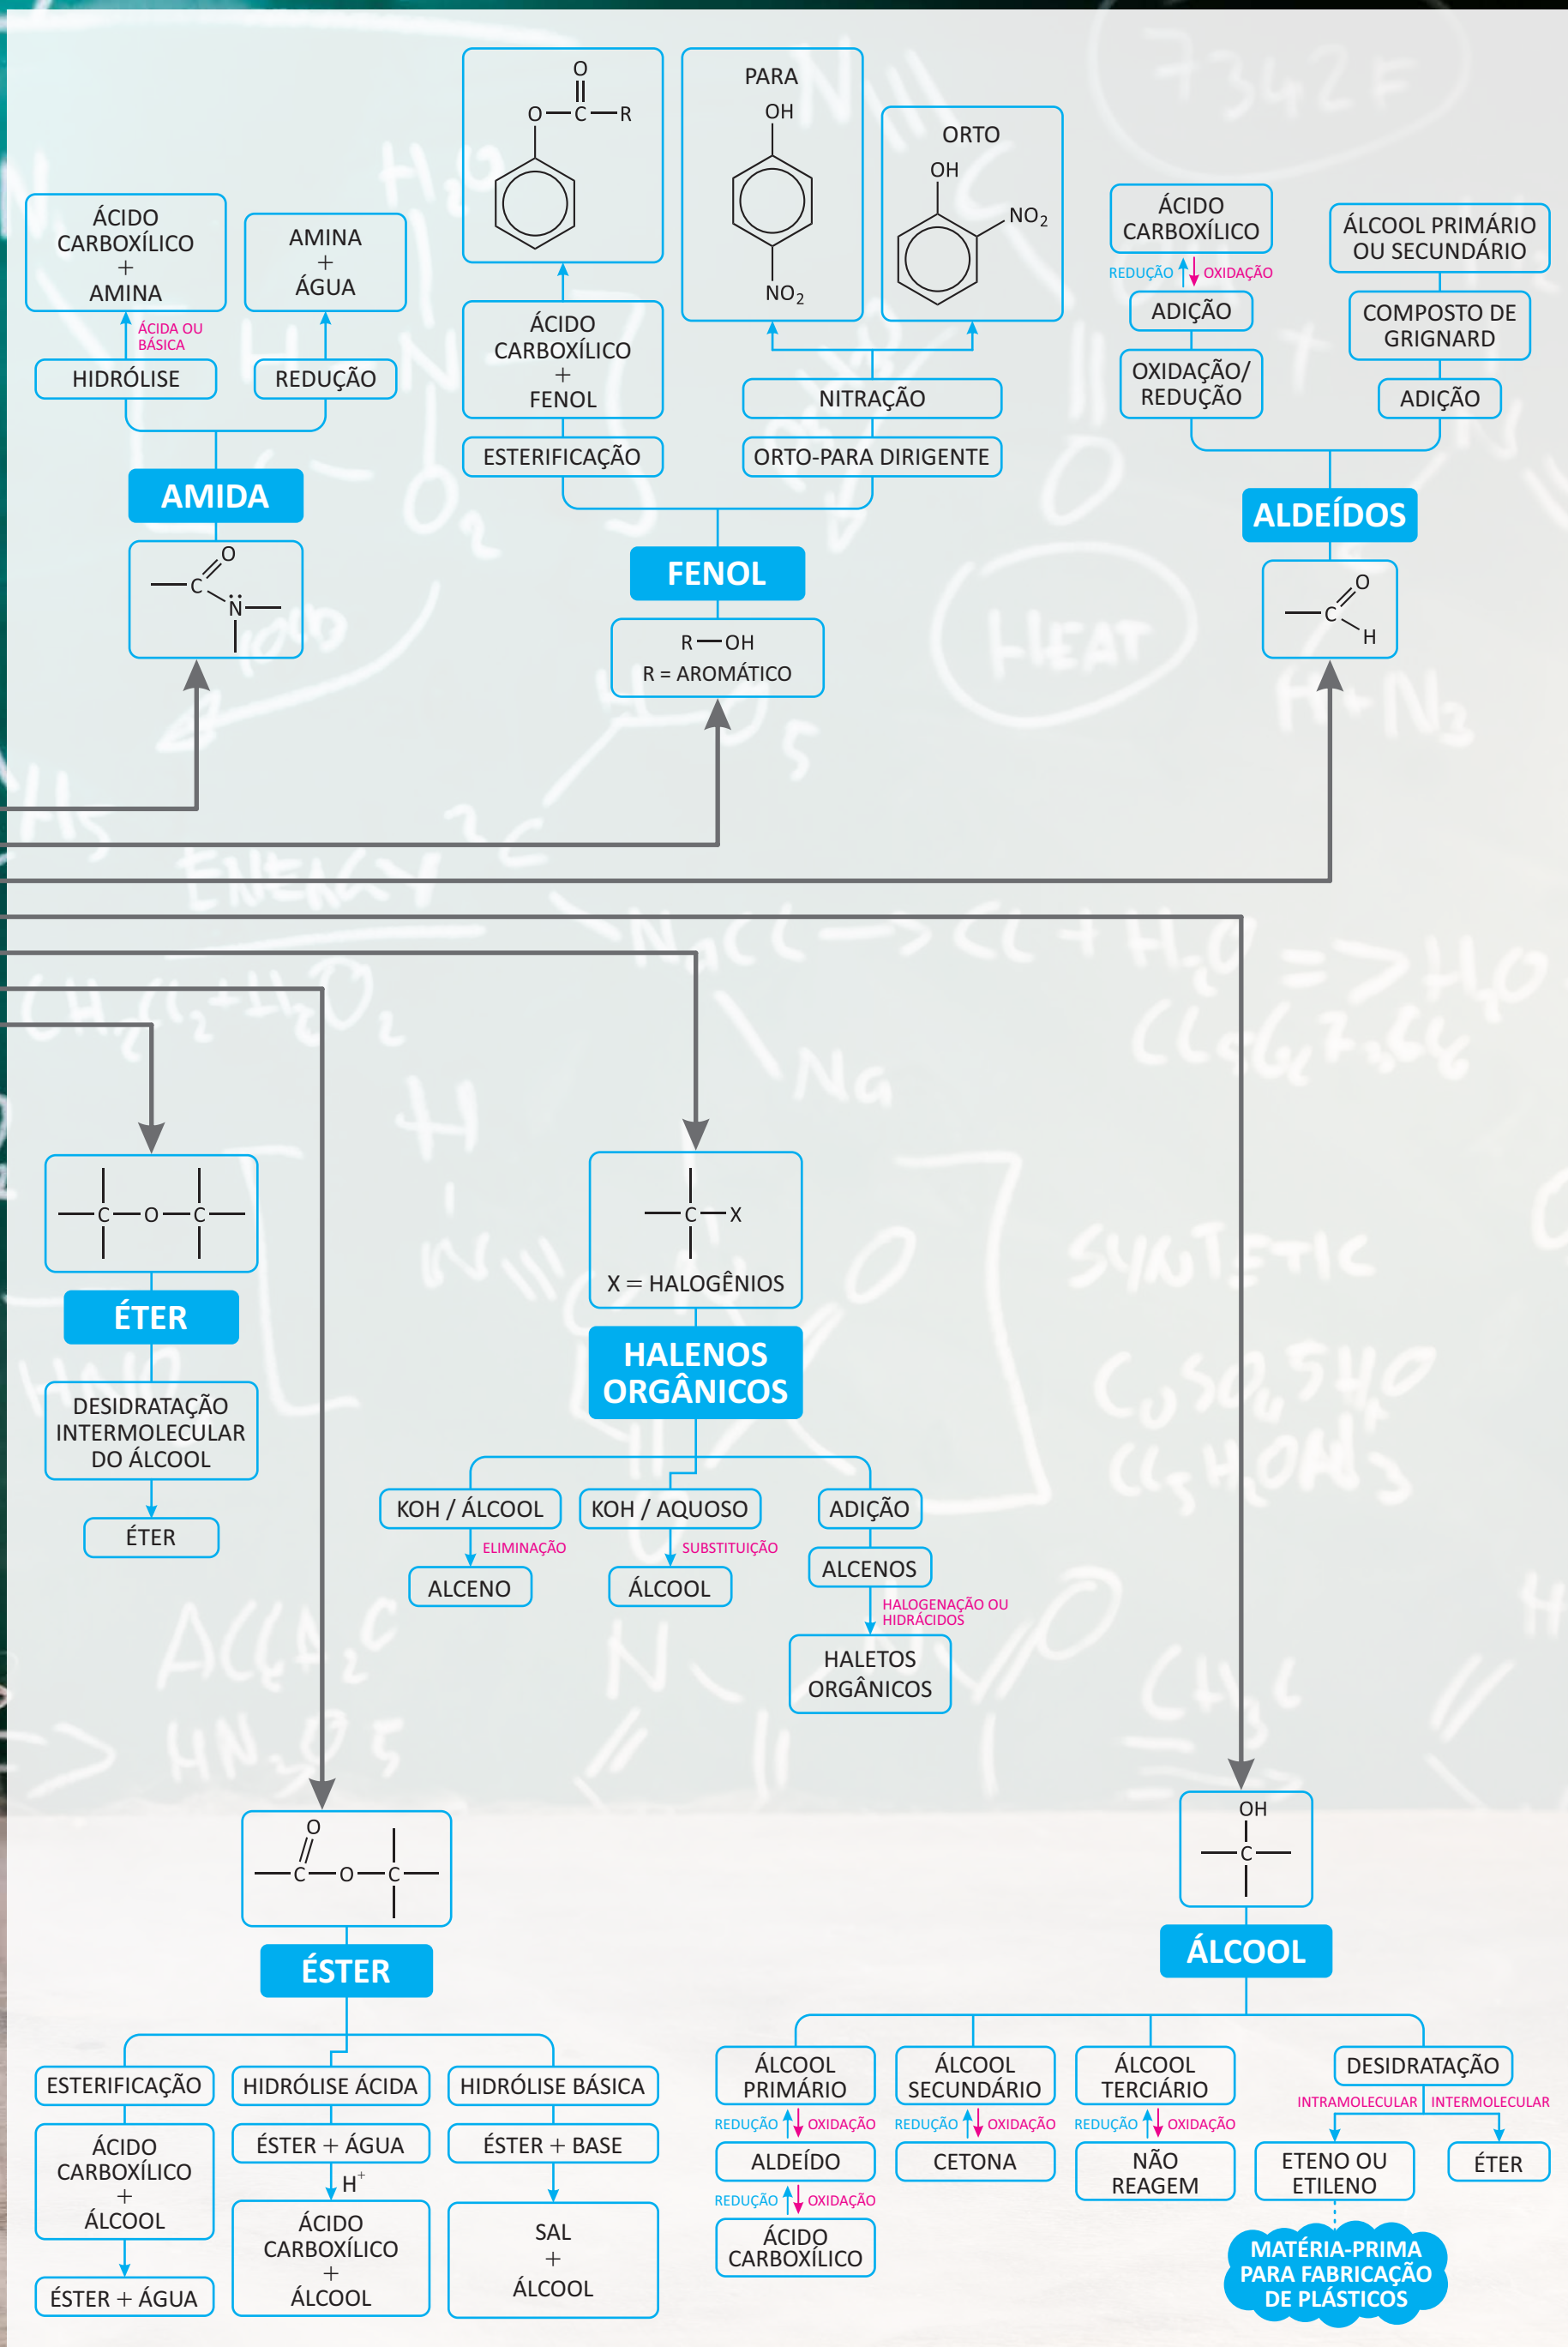 ÁCIDO
CARBOXÍLICO
+
AMINA
ÁCIDA OU
BÁSICA
HIDRÓLISE
AMINA
+
ÁGUA
REDUÇÃO
AMIDA
O
C
N
O
O—C—R
ÁCIDO
CARBOXÍLICO
+
FENOL
ESTERIFICAÇÃO
PARA
OH
NO₂
ORTO
OH
NO₂
NITRAÇÃO
ORTO-PARA DIRIGENTE
FENOL
R—OH
R = AROMÁTICO
ÁCIDO
CARBOXÍLICO
REDUÇÃO OXIDAÇÃO
ADIÇÃO
OXIDAÇÃO/
REDUÇÃO
ÁLCOOL PRIMÁRIO
OU SECUNDÁRIO
COMPOSTO DE
GRIGNARD
ADIÇÃO
ALDEÍDOS
O
C
H
7342F
HEAT
ENERGY
SYNTETIC
C—O—C
ÉTER
DESIDRATAÇÃO
INTERMOLECULAR
DO ÁLCOOL
ÉTER
C—X
X = HALOGÊNIOS
HALENOS
ORGÂNICOS
KOH / ÁLCOOL
ELIMINAÇÃO
ALCENO
KOH / AQUOSO
SUBSTITUIÇÃO
ÁLCOOL
ADIÇÃO
ALCENOS
HALOGENAÇÃO OU
HIDRÁCIDOS
HALETOS
ORGÂNICOS
O
C—O—C
ÉSTER
ESTERIFICAÇÃO
ÁCIDO
CARBOXÍLICO
+
ÁLCOOL
ÉSTER + ÁGUA
HIDRÓLISE ÁCIDA
ÉSTER + ÁGUA
H⁺
ÁCIDO
CARBOXÍLICO
+
ÁLCOOL
HIDRÓLISE BÁSICA
ÉSTER + BASE
SAL
+
ÁLCOOL
OH
C
ÁLCOOL
ÁLCOOL
PRIMÁRIO
REDUÇÃO OXIDAÇÃO
ALDEÍDO
REDUÇÃO OXIDAÇÃO
ÁCIDO
CARBOXÍLICO
ÁLCOOL
SECUNDÁRIO
REDUÇÃO OXIDAÇÃO
CETONA
ÁLCOOL
TERCIÁRIO
REDUÇÃO OXIDAÇÃO
NÃO
REAGEM
DESIDRATAÇÃO
INTRAMOLECULAR INTERMOLECULAR
ETENO OU
ETILENO
ÉTER
MATÉRIA-PRIMA
PARA FABRICAÇÃO
DE PLÁSTICOS